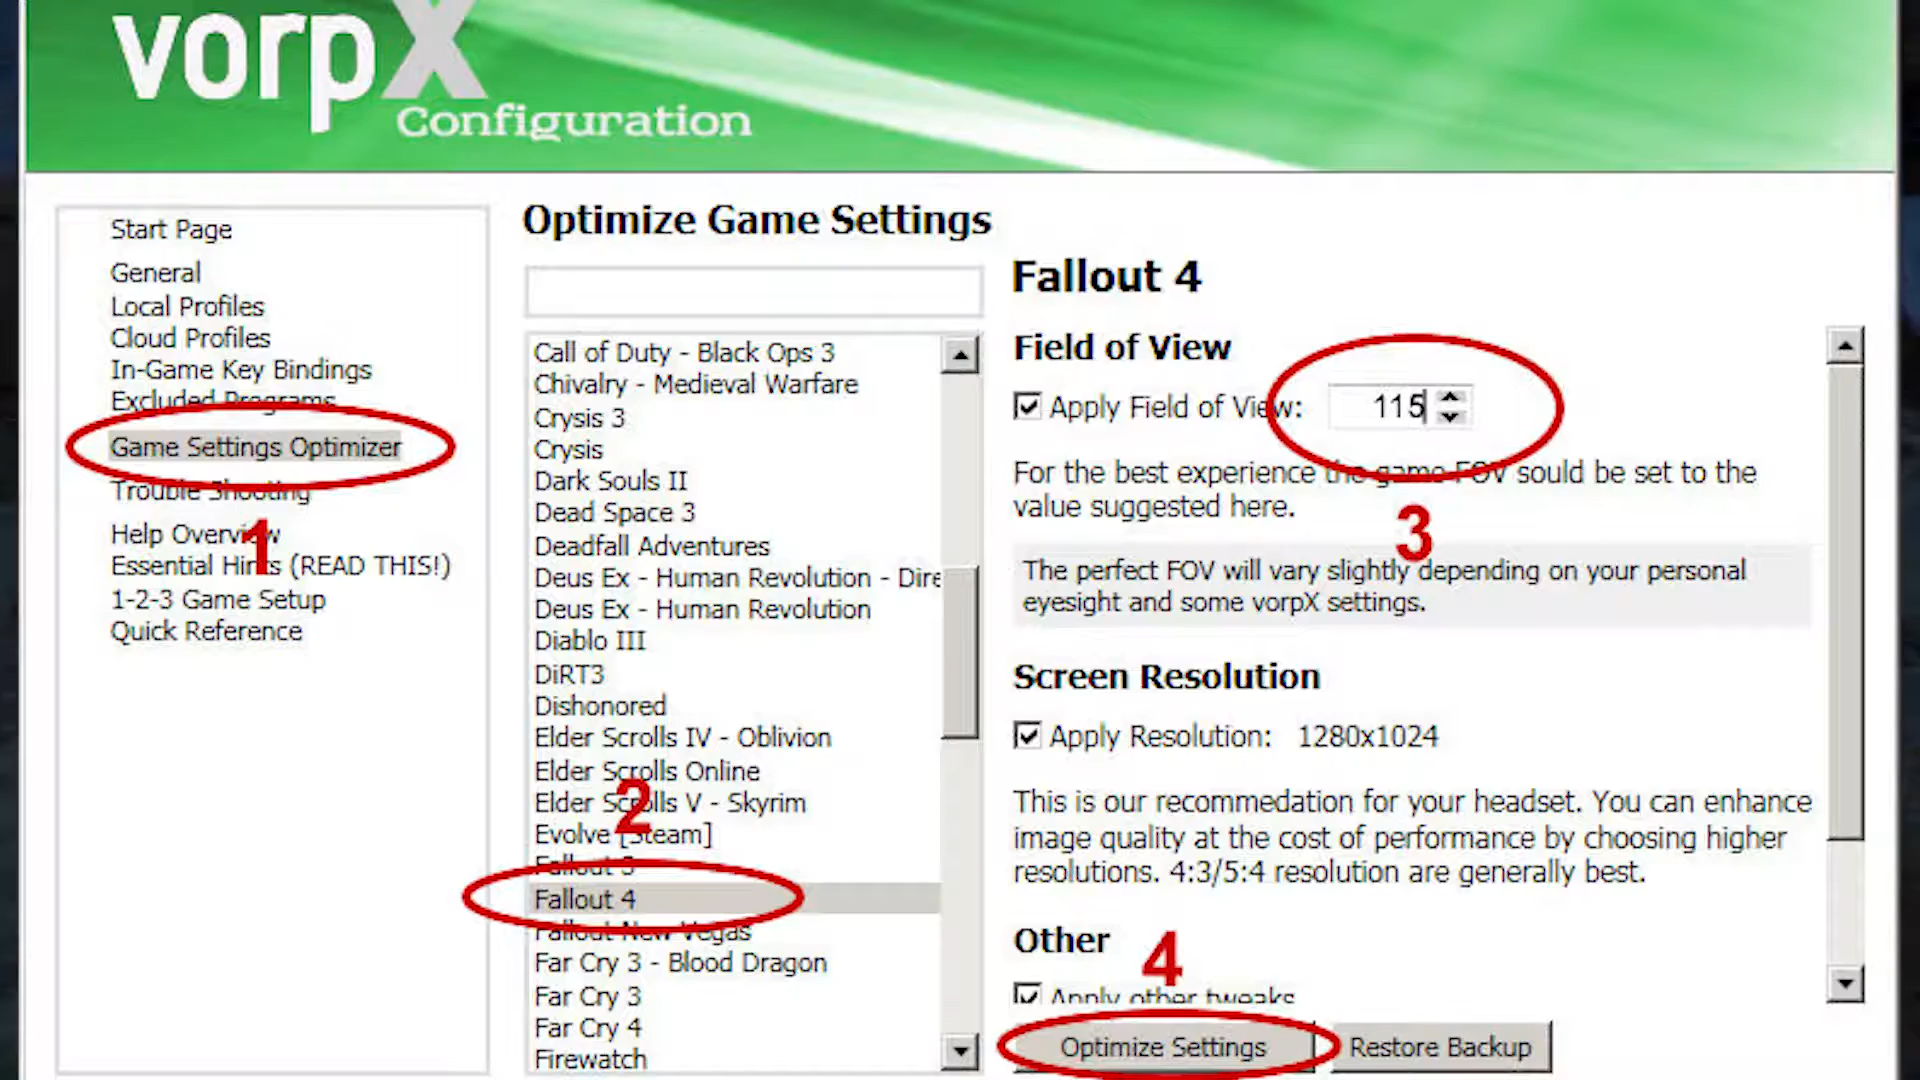 vorpX
Configuration
Start Page
General
Local Profiles
Cloud Profiles
In-Game Key Bindings
Excluded Programs
Game Settings Optimizer
Trouble Shooting
1
Help Overview
Essential Hints (READ THIS!)
1-2-3 Game Setup
Quick Reference
Optimize Game Settings
Call of Duty - Black Ops 3
Chivalry - Medieval Warfare
Crysis 3
Crysis
Dark Souls II
Dead Space 3
Deadfall Adventures
Deus Ex - Human Revolution - Dire
Deus Ex - Human Revolution
Diablo III
DiRT3
Dishonored
Elder Scrolls IV - Oblivion
Elder Scrolls Online
Elder Scrolls V - Skyrim
2
Evolve [Steam]
Fallout 3
Fallout 4
Fallout New Vegas
Far Cry 3 - Blood Dragon
Far Cry 3
Far Cry 4
Firewatch
Fallout 4
Field of View
Apply Field of View: 115
For the best experience the game FOV sould be set to the
value suggested here.
3
The perfect FOV will vary slightly depending on your personal
eyesight and some vorpX settings.
Screen Resolution
Apply Resolution: 1280x1024
This is our recommedation for your headset. You can enhance
image quality at the cost of performance by choosing higher
resolutions. 4:3/5:4 resolution are generally best.
Other
4
Apply other tweaks
Optimize Settings
Restore Backup